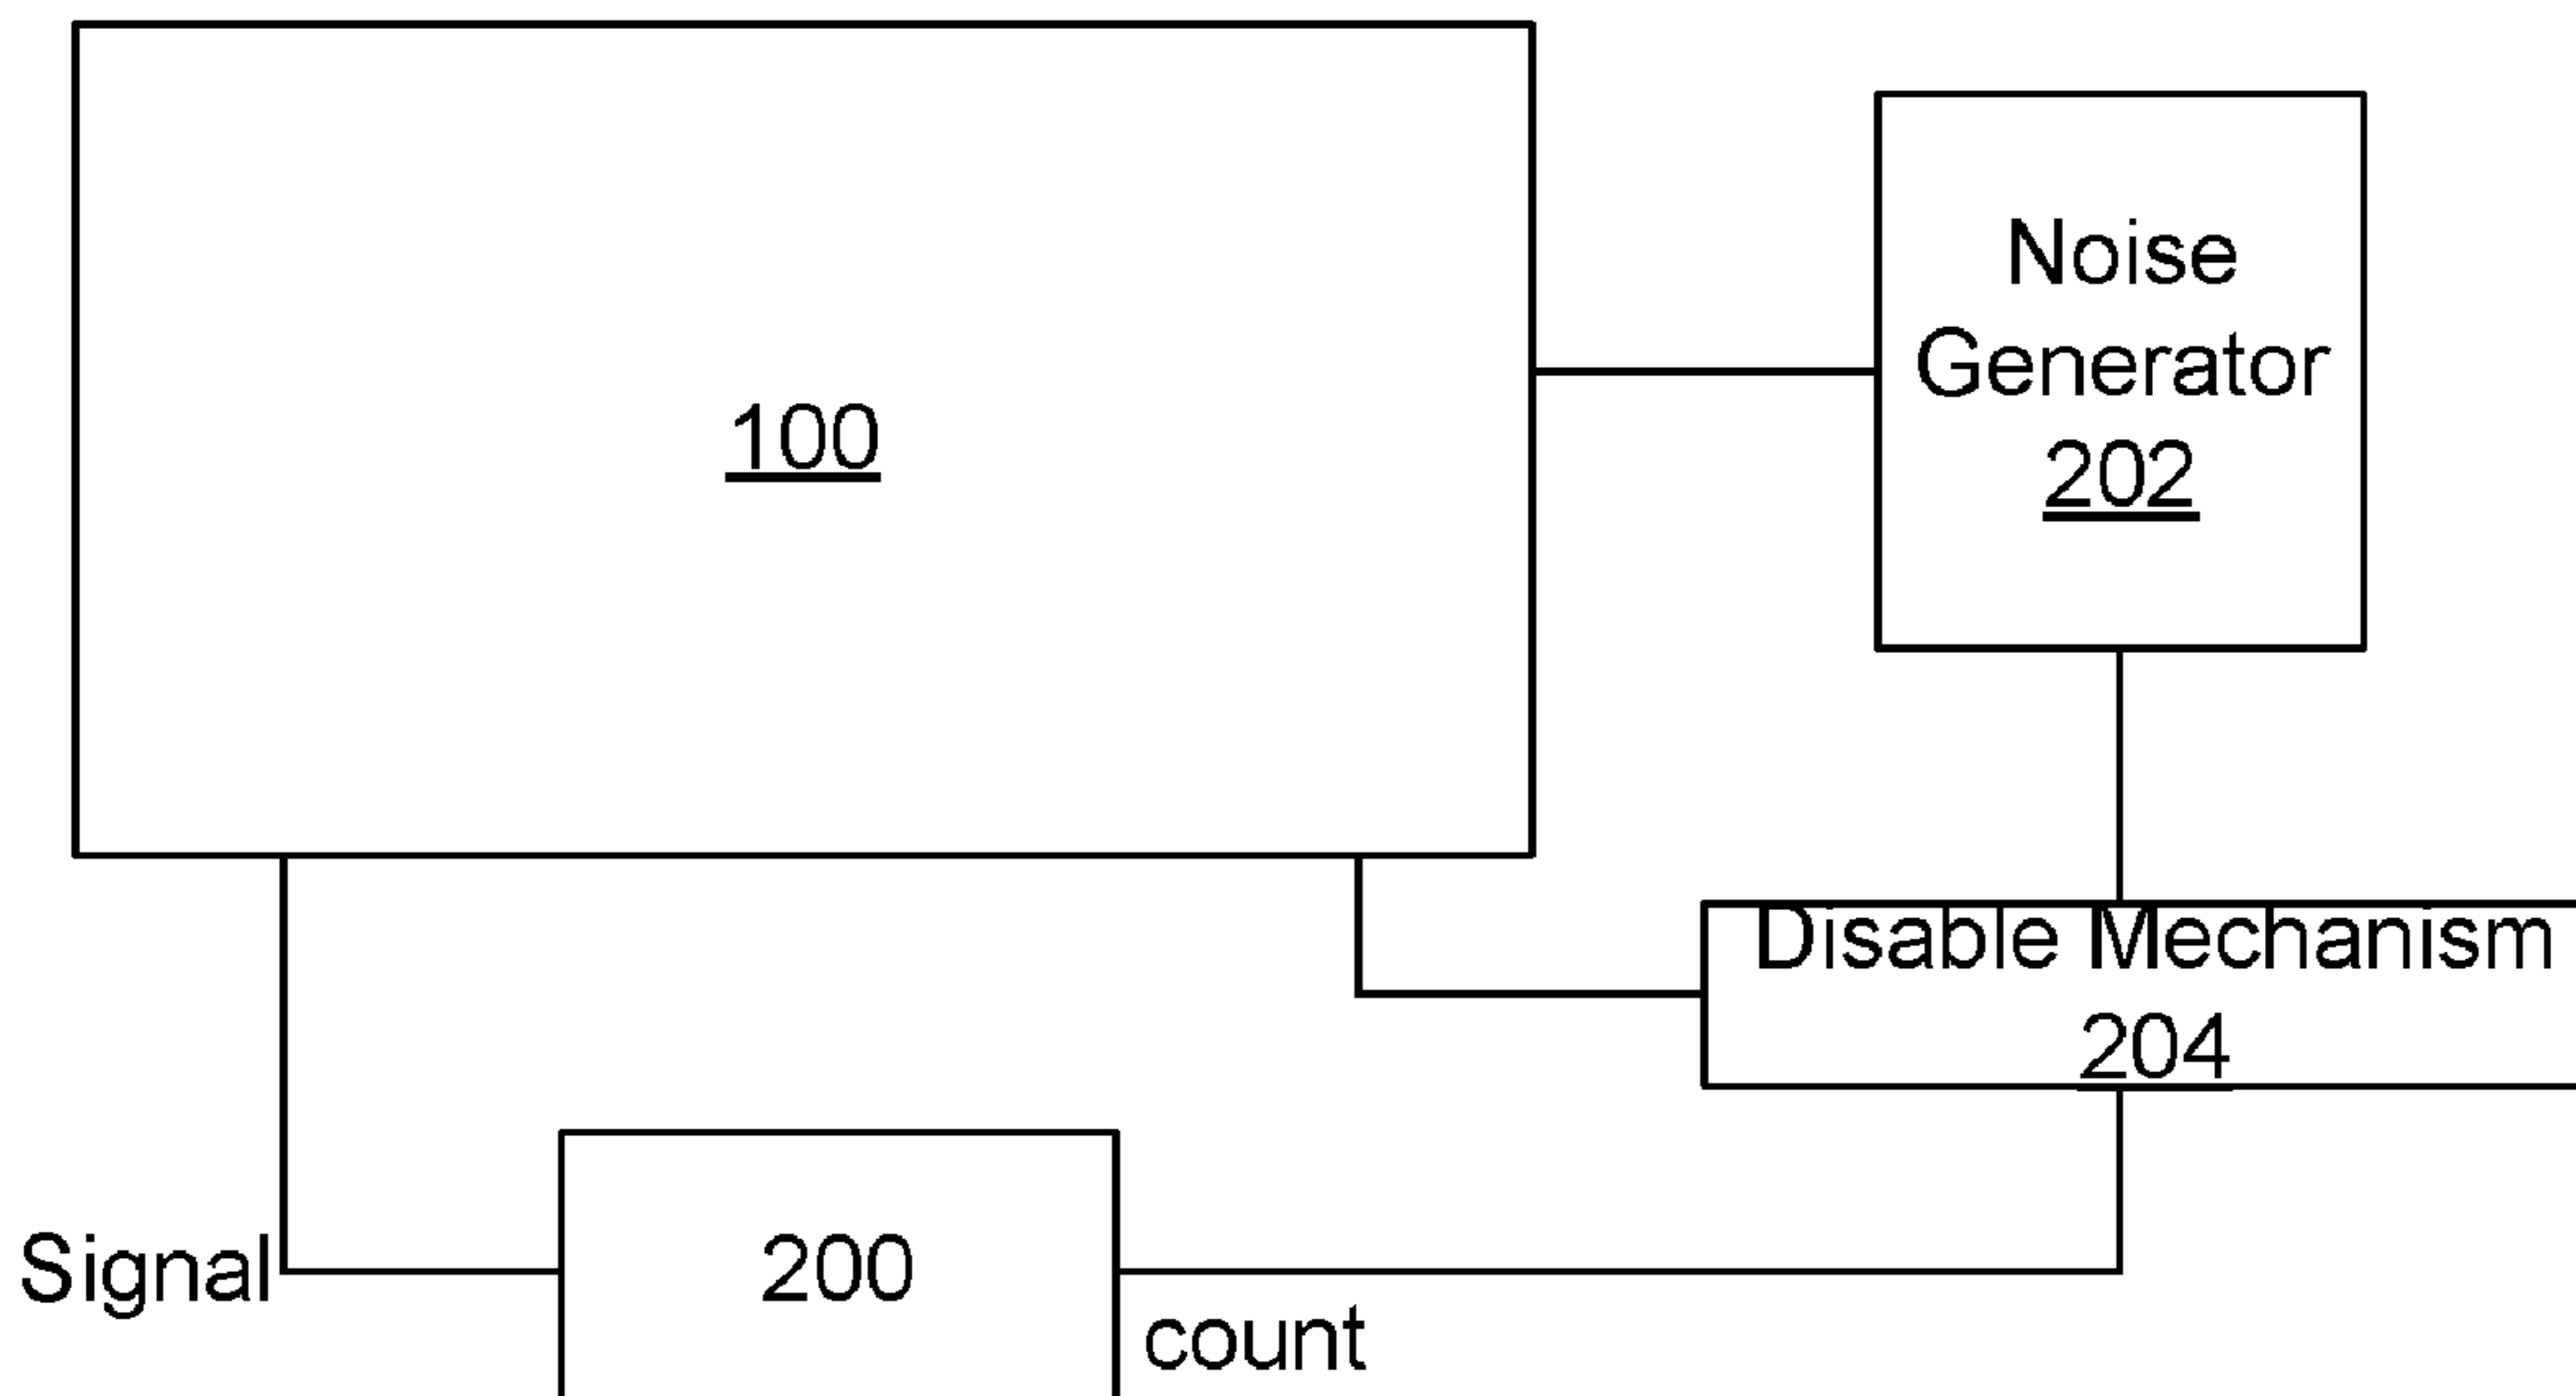 100
Noise
Generator
202
Disable Mechanism
204
Signal
200
count